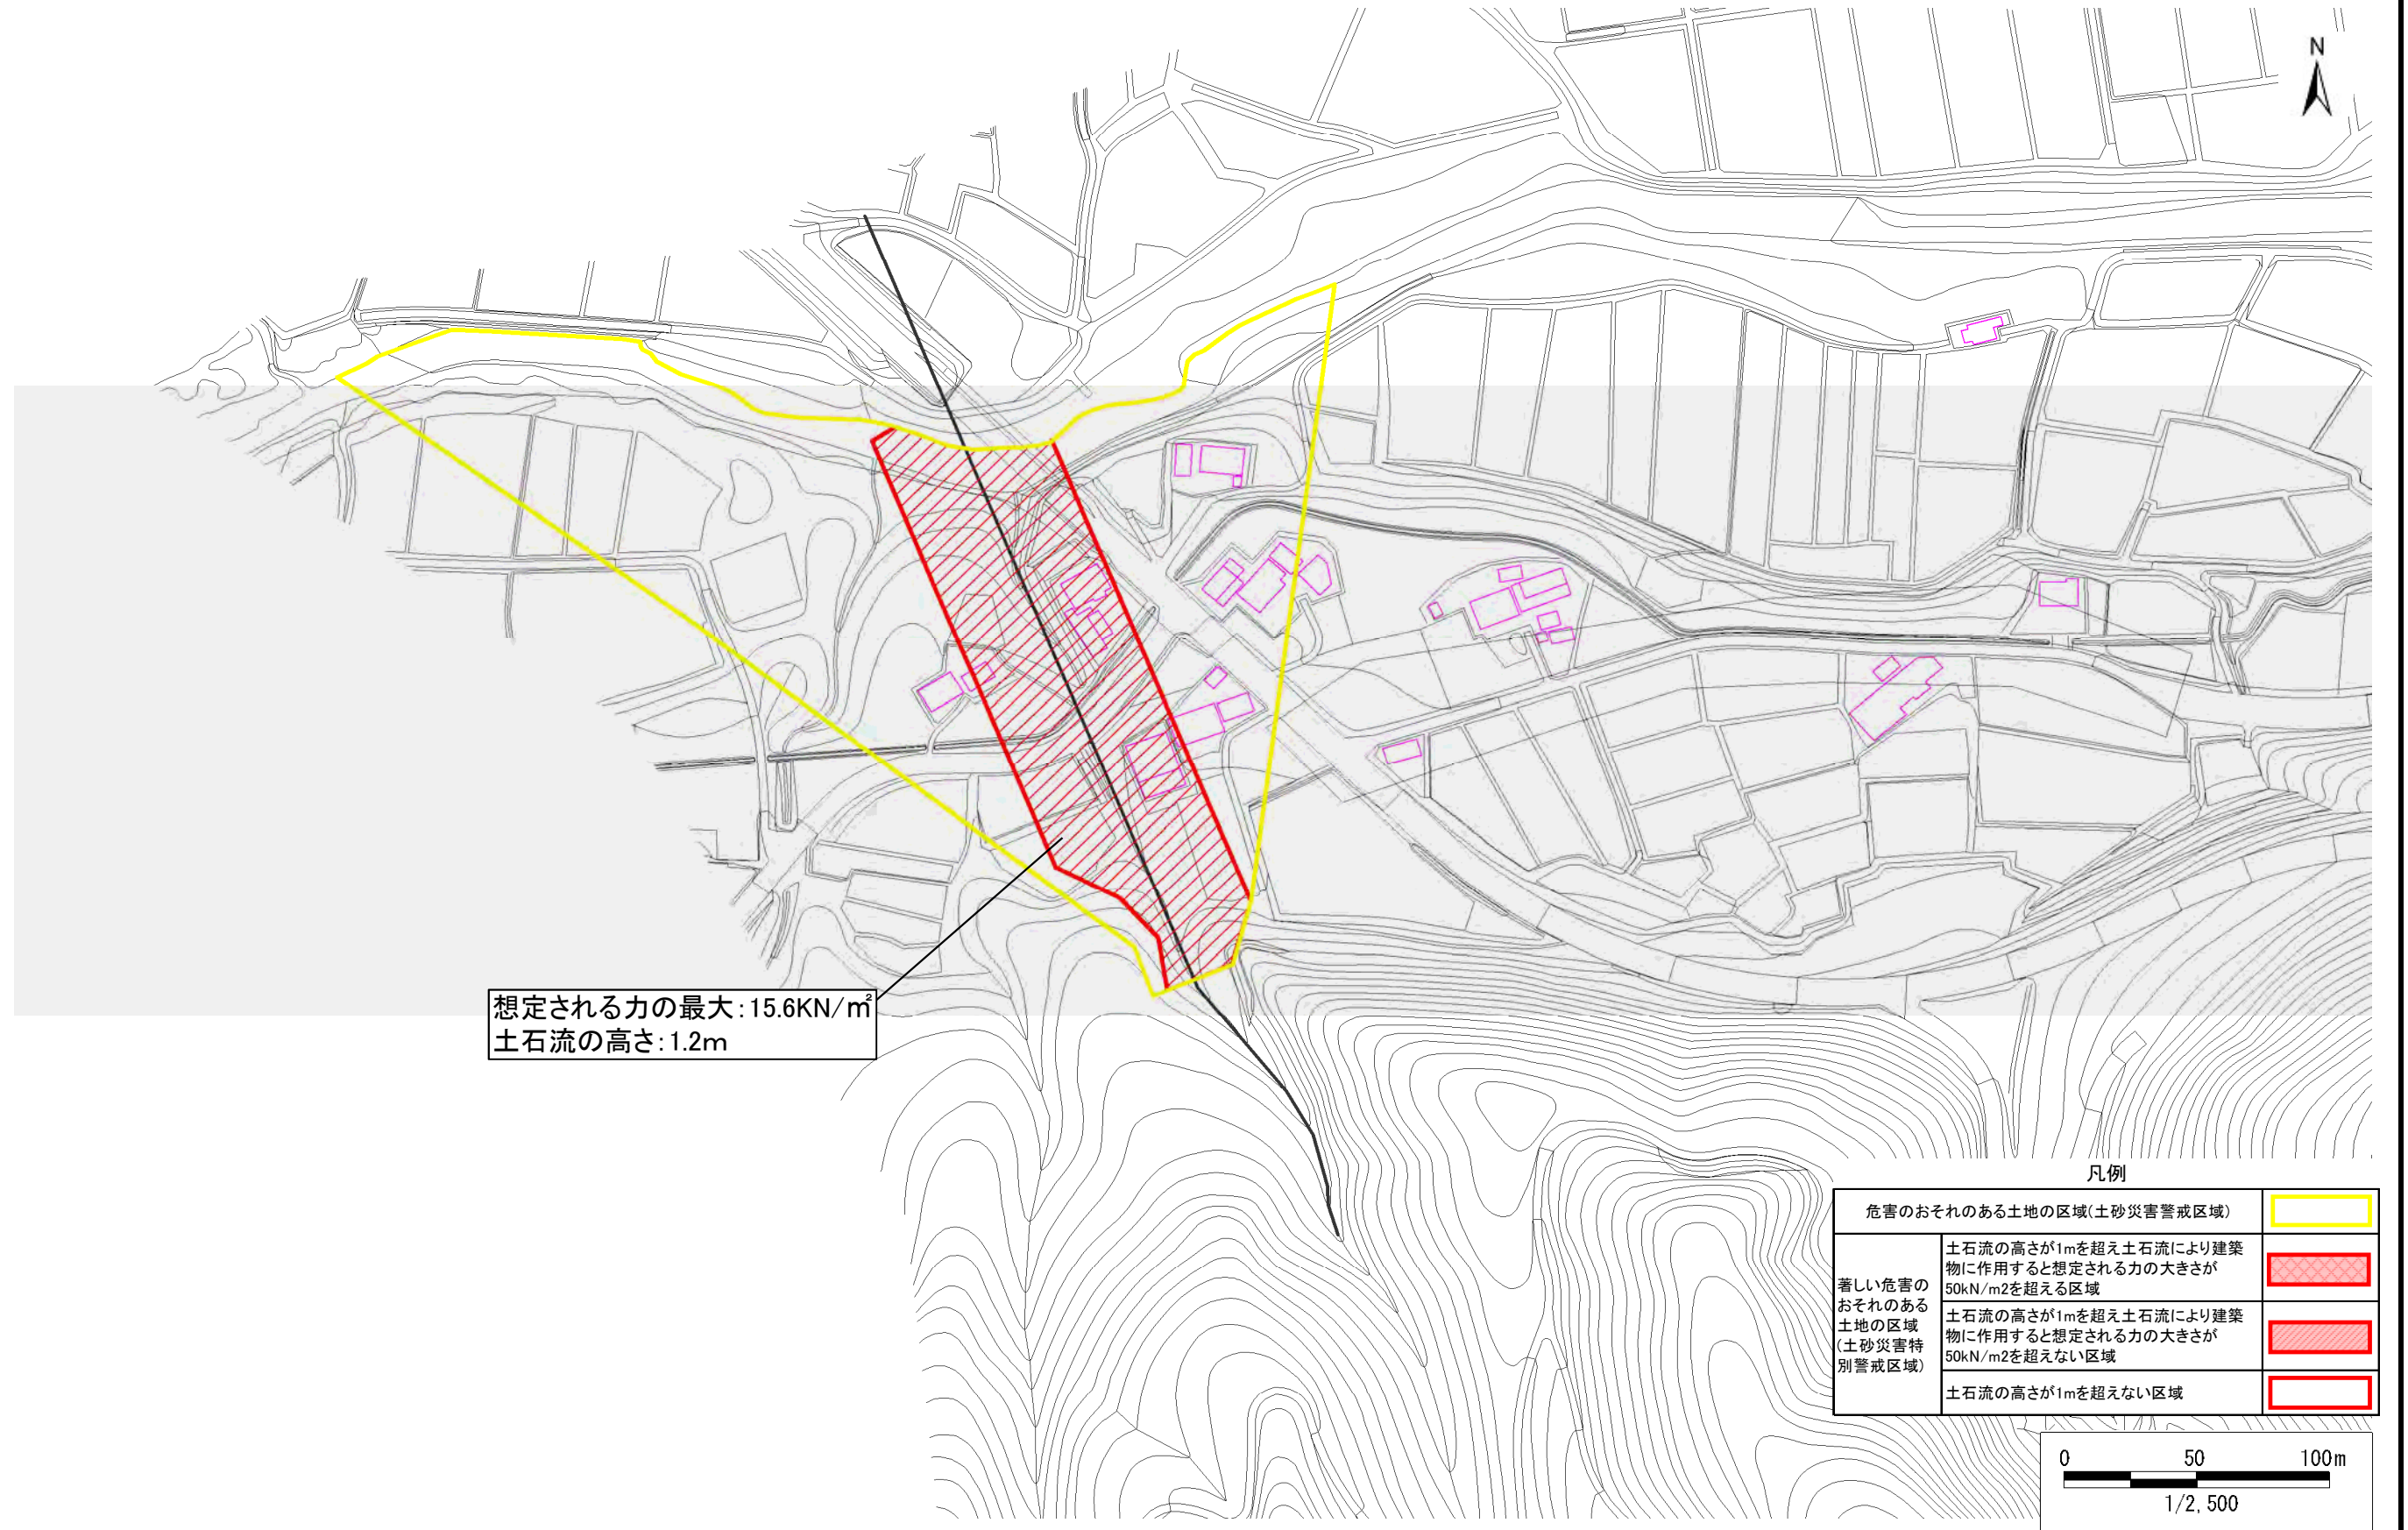 N
想定される力の最大：15.6KN/㎡
土石流の高さ：1.2m
凡例
危害のおそれのある土地の区域(土砂災害警戒区域)
著しい危害の
おそれのある
土地の区域
(土砂災害特
別警戒区域)
土石流の高さが1mを超え土石流により建築
物に作用すると想定される力の大きさが
50kN/m2を超える区域
土石流の高さが1mを超え土石流により建築
物に作用すると想定される力の大きさが
50kN/m2を超えない区域
土石流の高さが1mを超えない区域
0 50 100m
1/2,500